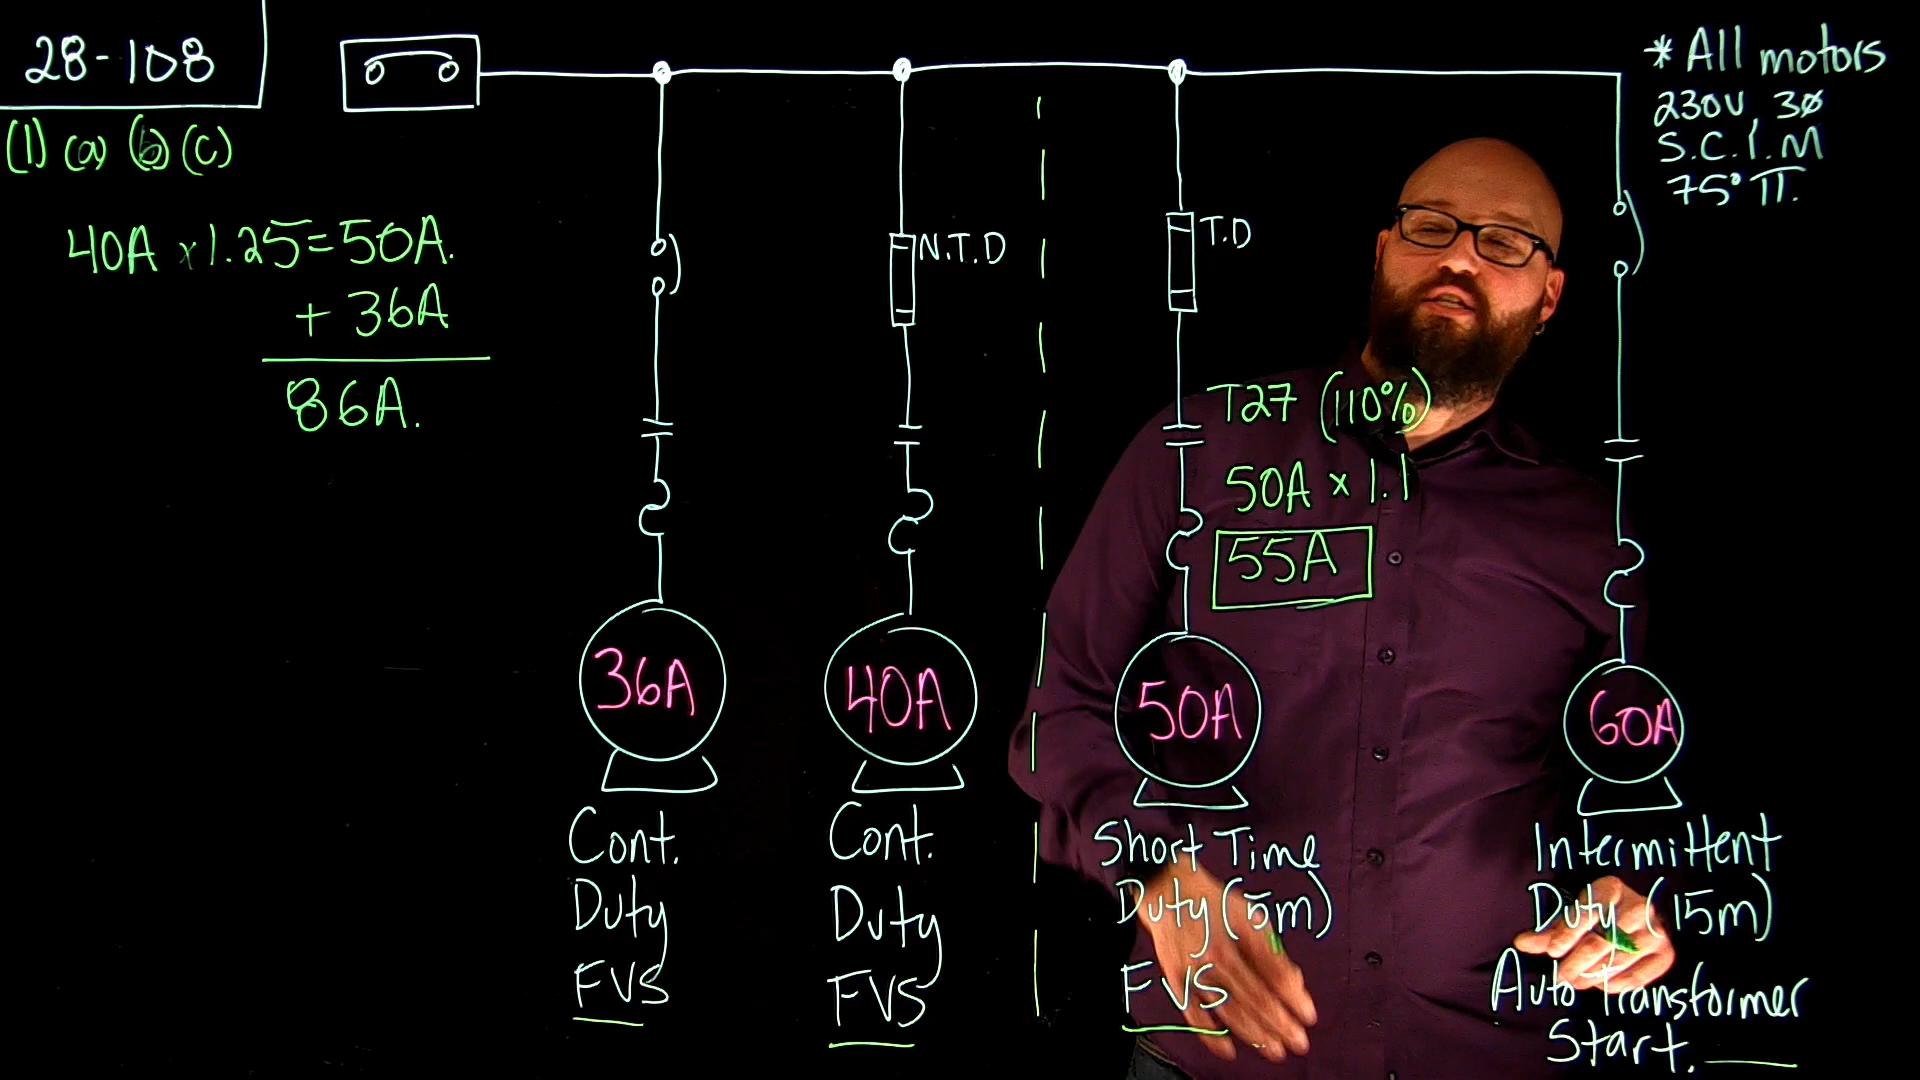 28-108
(1) (a) (b) (c)
40A x 1.25 = 50A.
+ 36A
86A.
* All motors
230V, 3Ø
S.C.I.M
75° TT.
N.T.D
T.D
T27 (110%)
50A x 1.1
55A
36A
40A
50A
60A
Cont.
Duty
FVS
Cont.
Duty
FVS
Short Time
Duty (5m)
FVS
Intermittent
Duty (15m)
Auto Transformer
Start.